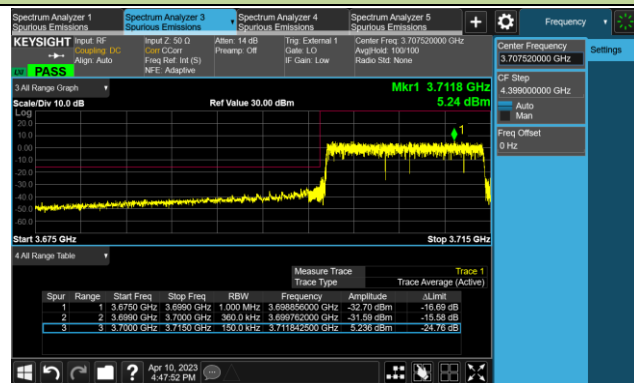 Spectrum Analyzer 1
Spurious Emissions
Spectrum Analyzer 3
Spurious Emissions
Spectrum Analyzer 4
Spurious Emissions
Spectrum Analyzer 5
Spurious Emissions
+
Frequency
KEYSIGHT
Input: RF
Coupling: DC
Align: Auto
Input Z: 50 Ω
Corr CCorr
Freq Ref: Int (S)
NFE: Adaptive
Atten: 14 dB
Preamp: Off
Trig: External 1
Gate: LO
IF Gain: Low
Center Freq: 3.707520000 GHz
Avg|Hold: 100/100
Radio Std: None
PASS
Center Frequency
3.707520000 GHz
Settings
CF Step
4.399000000 GHz
Auto
Man
Freq Offset
0 Hz
3 All Range Graph
Mkr1 3.7118 GHz
Scale/Div 10.0 dB
Ref Value 30.00 dBm
5.24 dBm
Log
20.0
10.0
0.00
-10.0
-20.0
-30.0
-40.0
-50.0
-60.0
1
Start 3.675 GHz
Stop 3.715 GHz
4 All Range Table
Measure Trace
Trace 1
Trace Type
Trace Average (Active)
Spur Range Start Freq Stop Freq RBW Frequency Amplitude ΔLimit
1 1 3.6750 GHz 3.6990 GHz 1.000 MHz 3.698856000 GHz -32.70 dBm -16.69 dB
2 2 3.6990 GHz 3.7000 GHz 360.0 kHz 3.699762000 GHz -31.59 dBm -15.58 dB
3 3 3.7000 GHz 3.7150 GHz 150.0 kHz 3.711842500 GHz 5.236 dBm -24.76 dB
?
Apr 10, 2023
4:47:52 PM